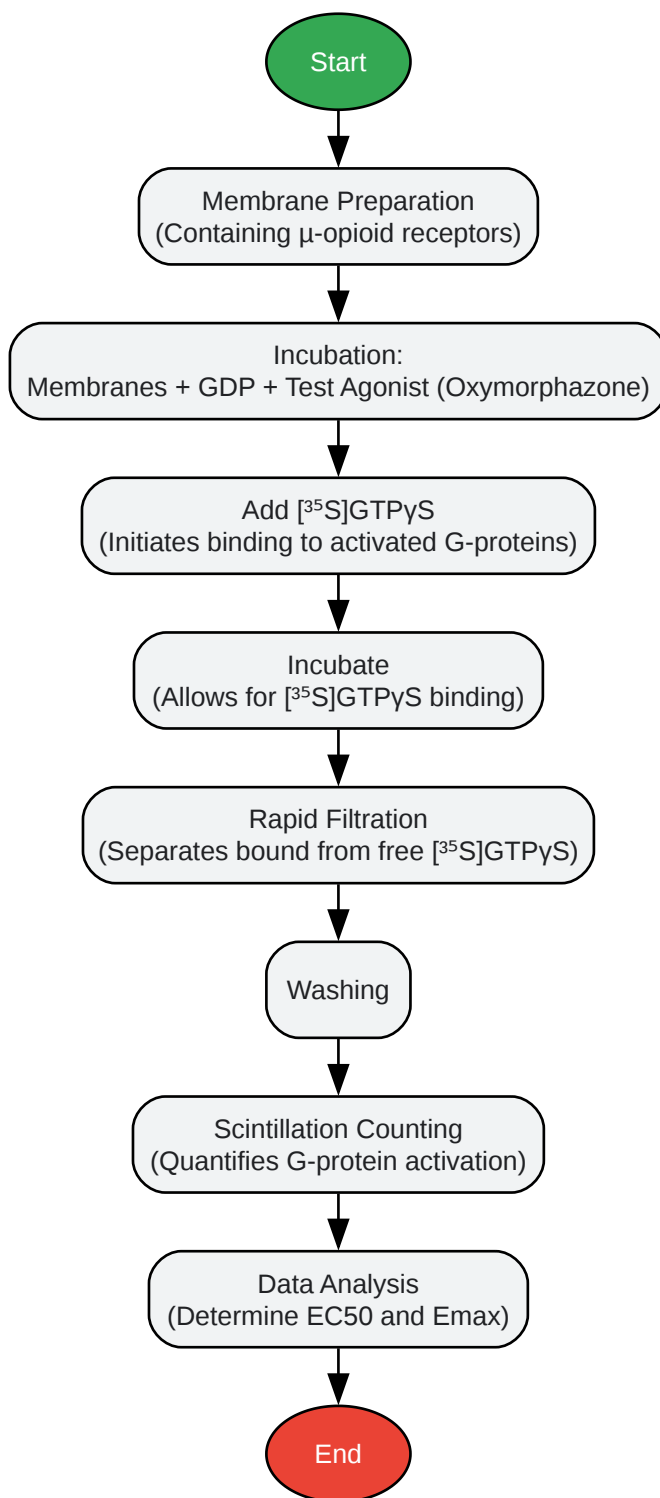 Start
Membrane Preparation
(Containing µ-opioid receptors)
Incubation:
Membranes + GDP + Test Agonist (Oxymorphazone)
Add [³⁵S]GTPγS
(Initiates binding to activated G-proteins)
Incubate
(Allows for [³⁵S]GTPγS binding)
Rapid Filtration
(Separates bound from free [³⁵S]GTPγS)
Washing
Scintillation Counting
(Quantifies G-protein activation)
Data Analysis
(Determine EC50 and Emax)
End